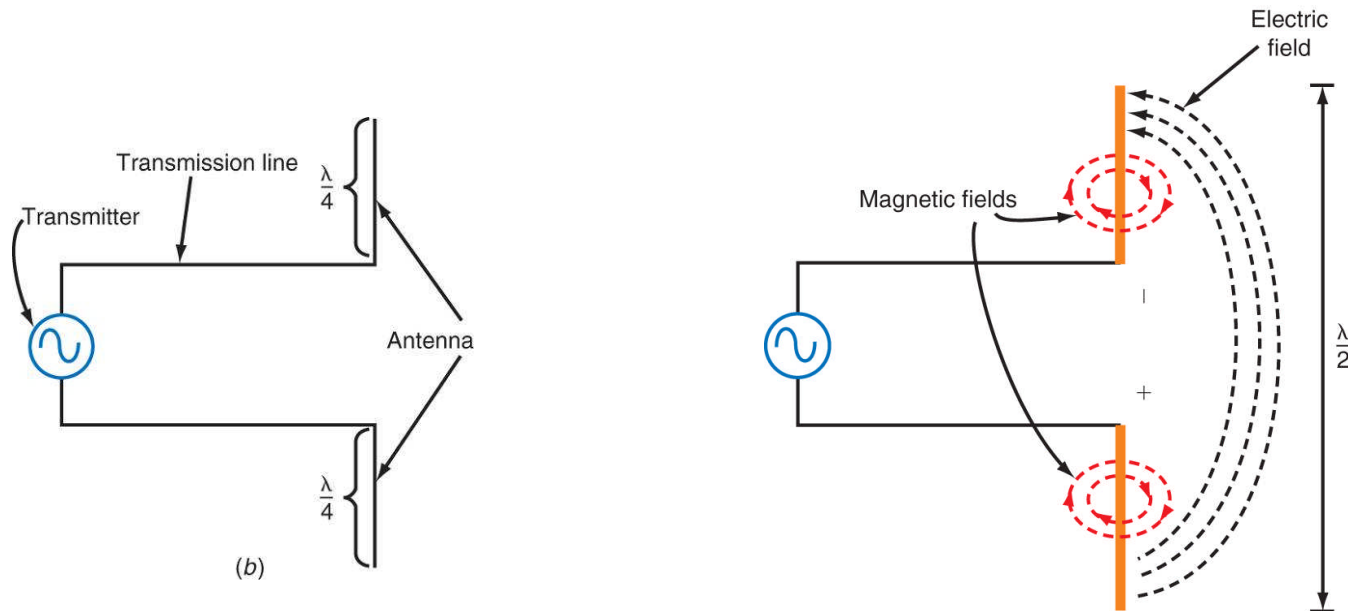 Transmission line
Transmitter
λ
4
Antenna
λ
4
(b)
Electric
field
Magnetic fields
–
+
λ
2